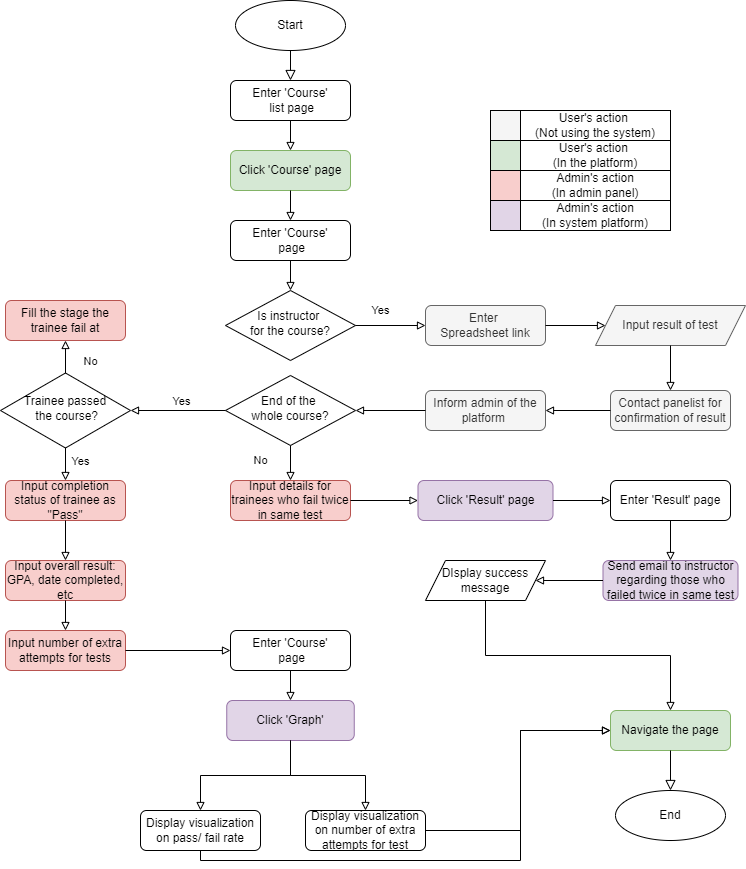 Start
Enter 'Course'
list page
User's action
(Not using the system)
User's action
(In the platform)
Admin's action
(In admin panel)
Admin's action
(In system platform)
Click 'Course' page
Enter 'Course'
page
Is instructor
for the course?
Yes
Enter
Spreadsheet link
Input result of test
Fill the stage the
trainee fail at
No
Trainee passed
the course?
Yes
End of the
whole course?
Inform admin of the
platform
Contact panelist for
confirmation of result
Yes
No
Input completion
status of trainee as
"Pass"
Input details for
trainees who fail twice
in same test
Click 'Result' page
Enter 'Result' page
Input overall result:
GPA, date completed,
etc
DIsplay success
message
Send email to instructor
regarding those who
failed twice in same test
Input number of extra
attempts for tests
Enter 'Course'
page
Click 'Graph'
Navigate the page
Display visualization
on pass/ fail rate
Display visualization
on number of extra
attempts for test
End